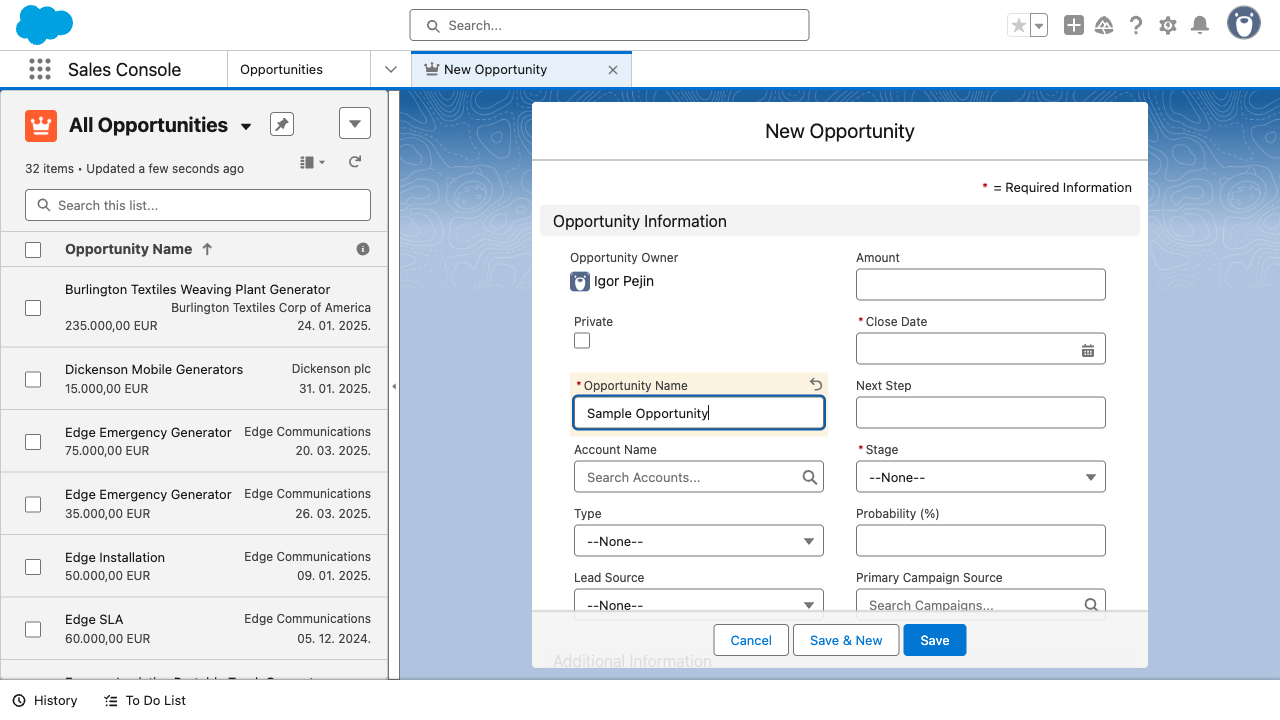 Search...
Sales Console
Opportunities
New Opportunity
All Opportunities
32 items • Updated a few seconds ago
Search this list...
Opportunity Name
Burlington Textiles Weaving Plant Generator
Burlington Textiles Corp of America
235.000,00 EUR 24. 01. 2025.
Dickenson Mobile Generators Dickenson plc
15.000,00 EUR 31. 01. 2025.
Edge Emergency Generator Edge Communications
75.000,00 EUR 20. 03. 2025.
Edge Emergency Generator Edge Communications
35.000,00 EUR 26. 03. 2025.
Edge Installation Edge Communications
50.000,00 EUR 09. 01. 2025.
Edge SLA Edge Communications
60.000,00 EUR 05. 12. 2024.
New Opportunity
* = Required Information
Opportunity Information
Opportunity Owner
Igor Pejin
Amount
Private
* Close Date
* Opportunity Name
Sample Opportunity
Next Step
Account Name
Search Accounts...
* Stage
--None--
Type
--None--
Probability (%)
Lead Source
--None--
Primary Campaign Source
Search Campaigns...
Additional Information
Cancel
Save & New
Save
History
To Do List